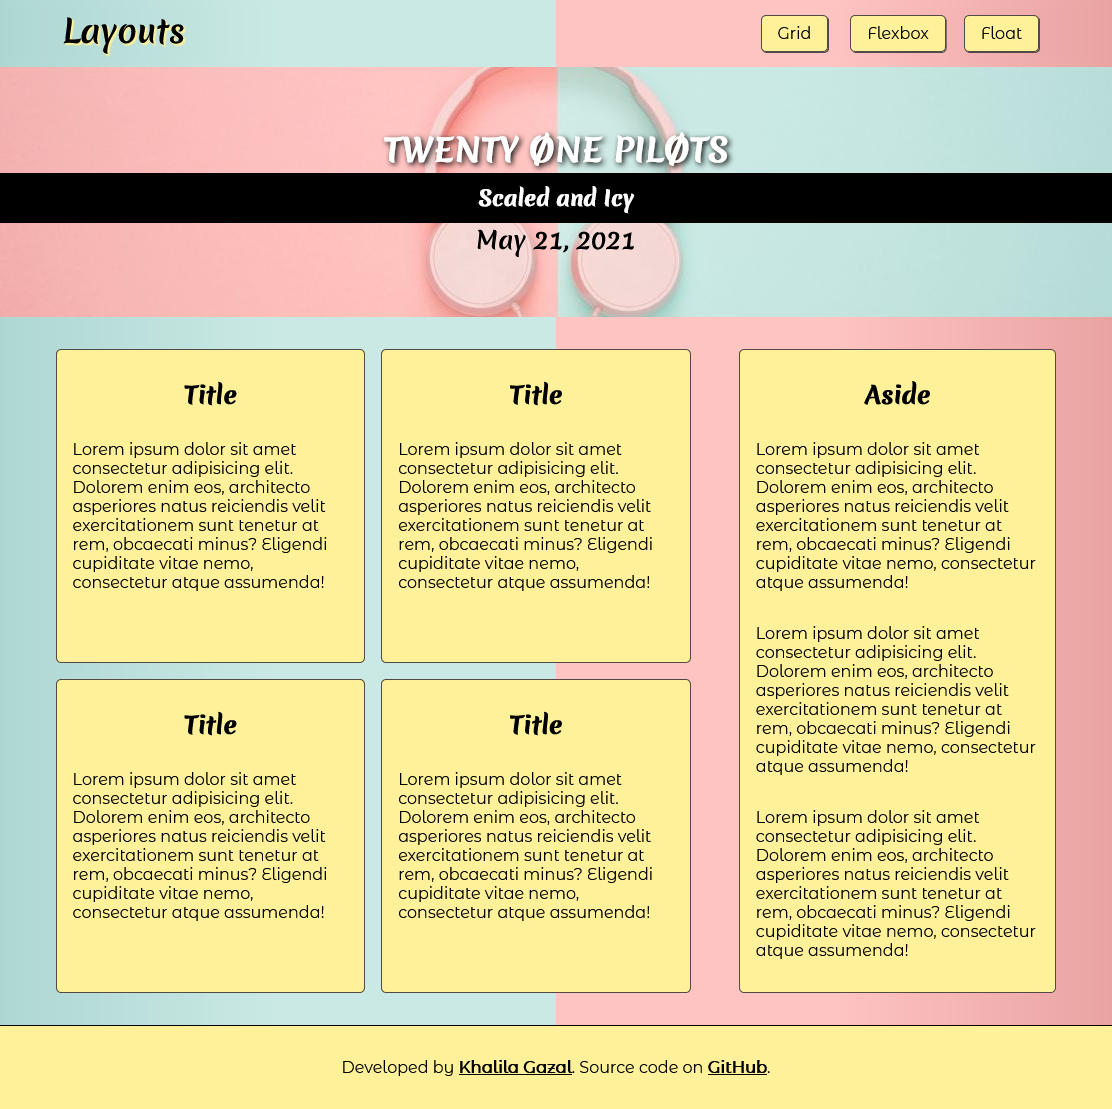 Layouts
Grid
Flexbox
Float
TWENTY ØNE PILØTS
Scaled and Icy
May 21, 2021
Title
Lorem ipsum dolor sit amet
consectetur adipisicing elit.
Dolorem enim eos, architecto
asperiores natus reiciendis velit
exercitationem sunt tenetur at
rem, obcaecati minus? Eligendi
cupiditate vitae nemo,
consectetur atque assumenda!
Title
Lorem ipsum dolor sit amet
consectetur adipisicing elit.
Dolorem enim eos, architecto
asperiores natus reiciendis velit
exercitationem sunt tenetur at
rem, obcaecati minus? Eligendi
cupiditate vitae nemo,
consectetur atque assumenda!
Title
Lorem ipsum dolor sit amet
consectetur adipisicing elit.
Dolorem enim eos, architecto
asperiores natus reiciendis velit
exercitationem sunt tenetur at
rem, obcaecati minus? Eligendi
cupiditate vitae nemo,
consectetur atque assumenda!
Title
Lorem ipsum dolor sit amet
consectetur adipisicing elit.
Dolorem enim eos, architecto
asperiores natus reiciendis velit
exercitationem sunt tenetur at
rem, obcaecati minus? Eligendi
cupiditate vitae nemo,
consectetur atque assumenda!
Aside
Lorem ipsum dolor sit amet
consectetur adipisicing elit.
Dolorem enim eos, architecto
asperiores natus reiciendis velit
exercitationem sunt tenetur at
rem, obcaecati minus? Eligendi
cupiditate vitae nemo, consectetur
atque assumenda!
Lorem ipsum dolor sit amet
consectetur adipisicing elit.
Dolorem enim eos, architecto
asperiores natus reiciendis velit
exercitationem sunt tenetur at
rem, obcaecati minus? Eligendi
cupiditate vitae nemo, consectetur
atque assumenda!
Lorem ipsum dolor sit amet
consectetur adipisicing elit.
Dolorem enim eos, architecto
asperiores natus reiciendis velit
exercitationem sunt tenetur at
rem, obcaecati minus? Eligendi
cupiditate vitae nemo, consectetur
atque assumenda!
Developed by Khalila Gazal. Source code on GitHub.